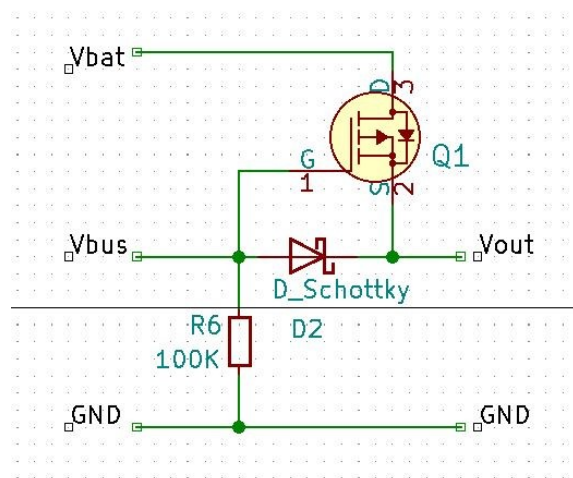 Vbat
D
3
G
1
Q1
S
2
Vbus
Vout
D_Schottky
R6
D2
100K
GND
GND